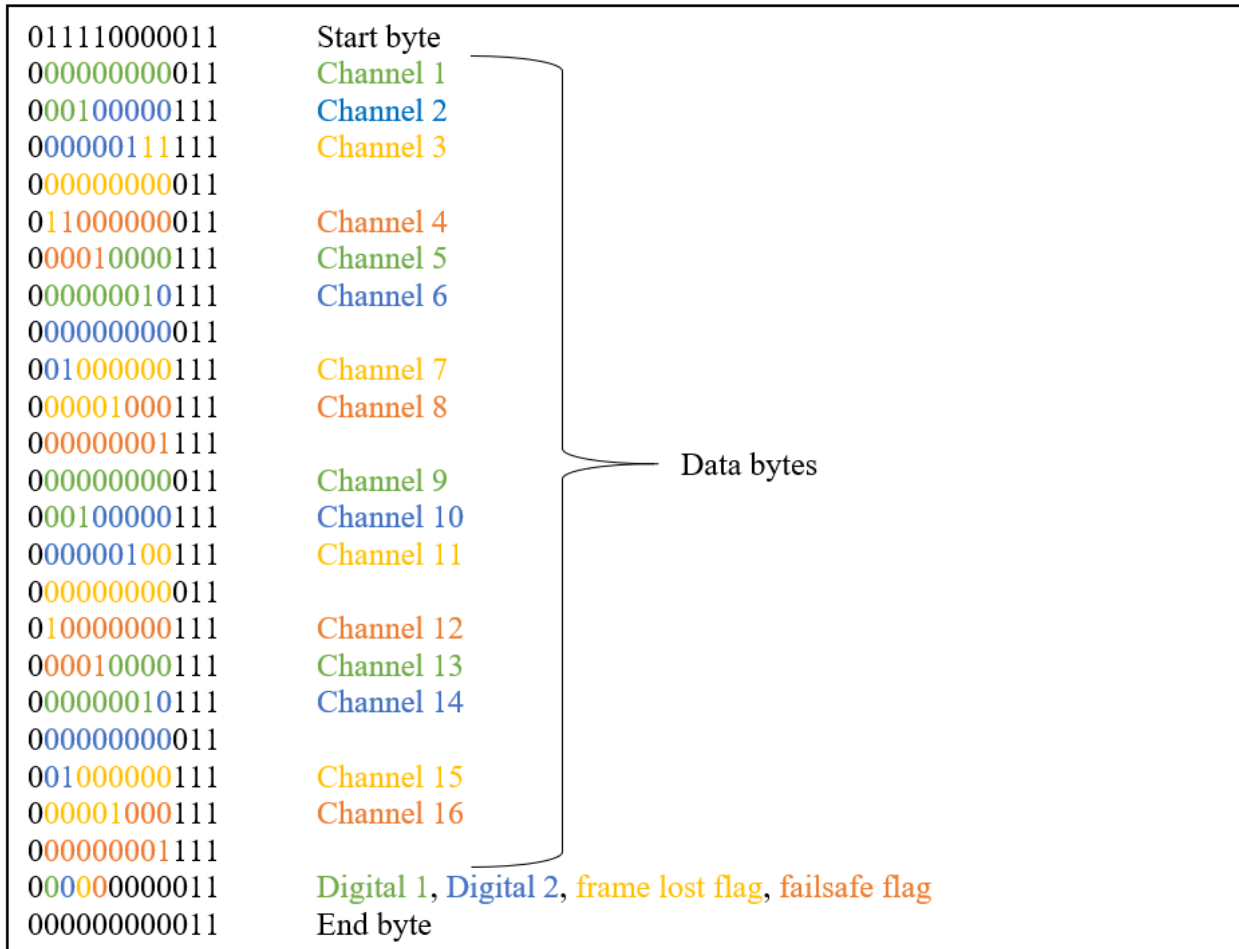 011110000011 Start byte
000000000011 Channel 1
000100000111 Channel 2
000000111111 Channel 3
000000000011
011000000011 Channel 4
000010000111 Channel 5
000000010111 Channel 6
000000000011
001000000111 Channel 7
000001000111 Channel 8
000000001111
Data bytes
000000000011 Channel 9
000100000111 Channel 10
000000100111 Channel 11
000000000011
010000000111 Channel 12
000010000111 Channel 13
000000010111 Channel 14
000000000011
001000000111 Channel 15
000001000111 Channel 16
000000001111
000000000011 Digital 1, Digital 2, frame lost flag, failsafe flag
000000000011 End byte